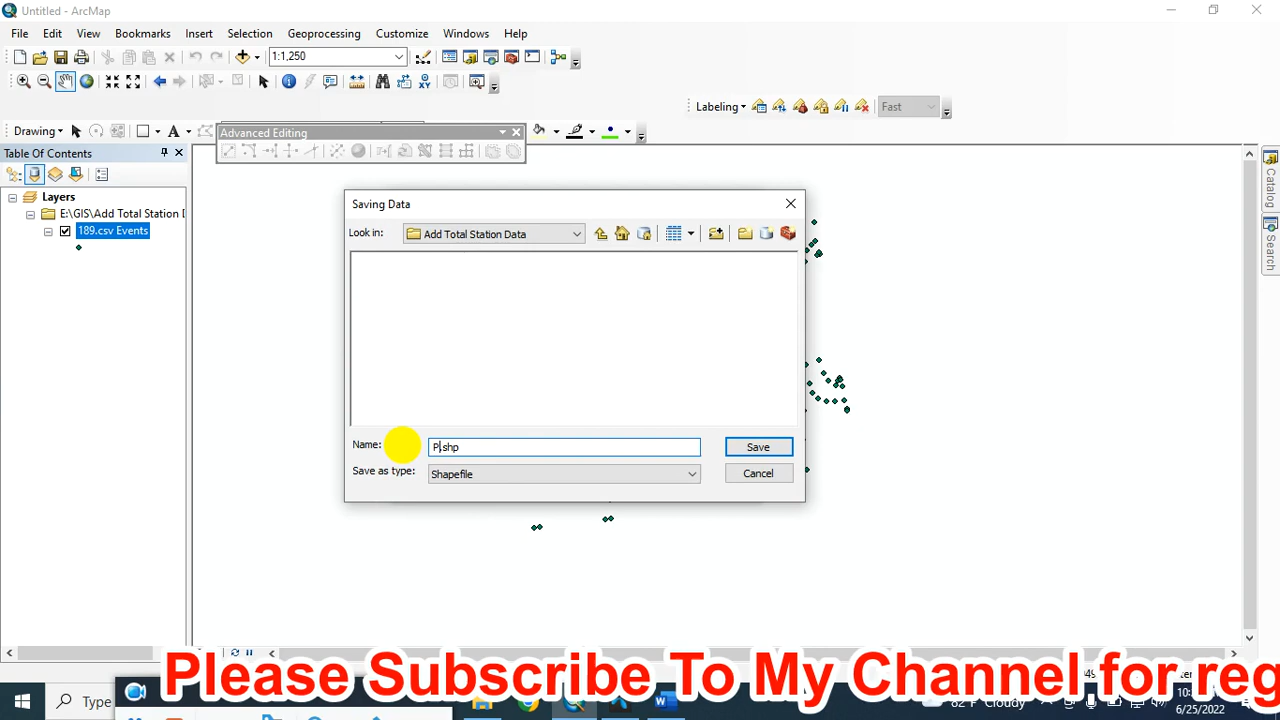 Untitled - ArcMap
File Edit View Bookmarks Insert Selection Geoprocessing Customize Windows Help
1:1,250
Labeling Fast
Drawing A
Advanced Editing
Table Of Contents
Layers
E:\GIS\Add Total Station D
189.csv Events
Saving Data
Look in: Add Total Station Data
Name: P.shp Save
Save as type: Shapefile Cancel
Catalog
Search
Please Subscribe To My Channel for reg
Type
82°F Cloudy
6/25/2022